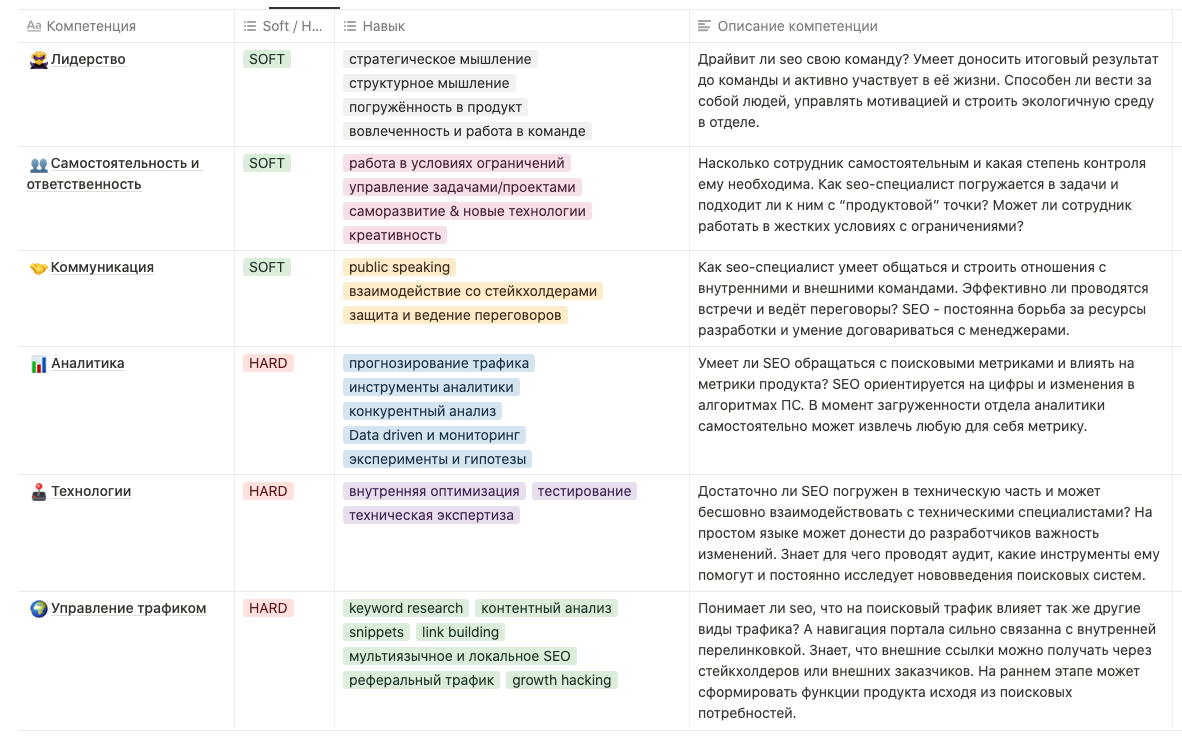 Aa Компетенция
Soft / H...
Навык
Описание компетенции
Лидерство
SOFT
стратегическое мышление
структурное мышление
погружённость в продукт
вовлеченность и работа в команде
Драйвит ли seo свою команду? Умеет доносить итоговый результат
до команды и активно участвует в её жизни. Способен ли вести за
собой людей, управлять мотивацией и строить экологичную среду
в отделе.
Самостоятельность и
ответственность
SOFT
работа в условиях ограничений
управление задачами/проектами
саморазвитие & новые технологии
креативность
Насколько сотрудник самостоятельным и какая степень контроля
ему необходима. Как seo-специалист погружается в задачи и
подходит ли к ним с “продуктовой” точки? Может ли сотрудник
работать в жестких условиях с ограничениями?
Коммуникация
SOFT
public speaking
взаимодействие со стейкхолдерами
защита и ведение переговоров
Как seo-специалист умеет общаться и строить отношения с
внутренними и внешними командами. Эффективно ли проводятся
встречи и ведёт переговоры? SEO - постоянна борьба за ресурсы
разработки и умение договариваться с менеджерами.
Аналитика
HARD
прогнозирование трафика
инструменты аналитики
конкурентный анализ
Data driven и мониторинг
эксперименты и гипотезы
Умеет ли SEO обращаться с поисковыми метриками и влиять на
метрики продукта? SEO ориентируется на цифры и изменения в
алгоритмах ПС. В момент загруженности отдела аналитики
самостоятельно может извлечь любую для себя метрику.
Технологии
HARD
внутренняя оптимизация тестирование
техническая экспертиза
Достаточно ли SEO погружен в техническую часть и может
бесшовно взаимодействовать с техническими специалистами? На
простом языке может донести до разработчиков важность
изменений. Знает для чего проводят аудит, какие инструменты ему
помогут и постоянно исследует нововведения поисковых систем.
Управление трафиком
HARD
keyword research контентный анализ
snippets link building
мультиязычное и локальное SEO
реферальный трафик growth hacking
Понимает ли seo, что на поисковый трафик влияет так же другие
виды трафика? А навигация портала сильно связанна с внутренней
перелинковкой. Знает, что внешние ссылки можно получать через
стейкхолдеров или внешних заказчиков. На раннем этапе может
сформировать функции продукта исходя из поисковых
потребностей.